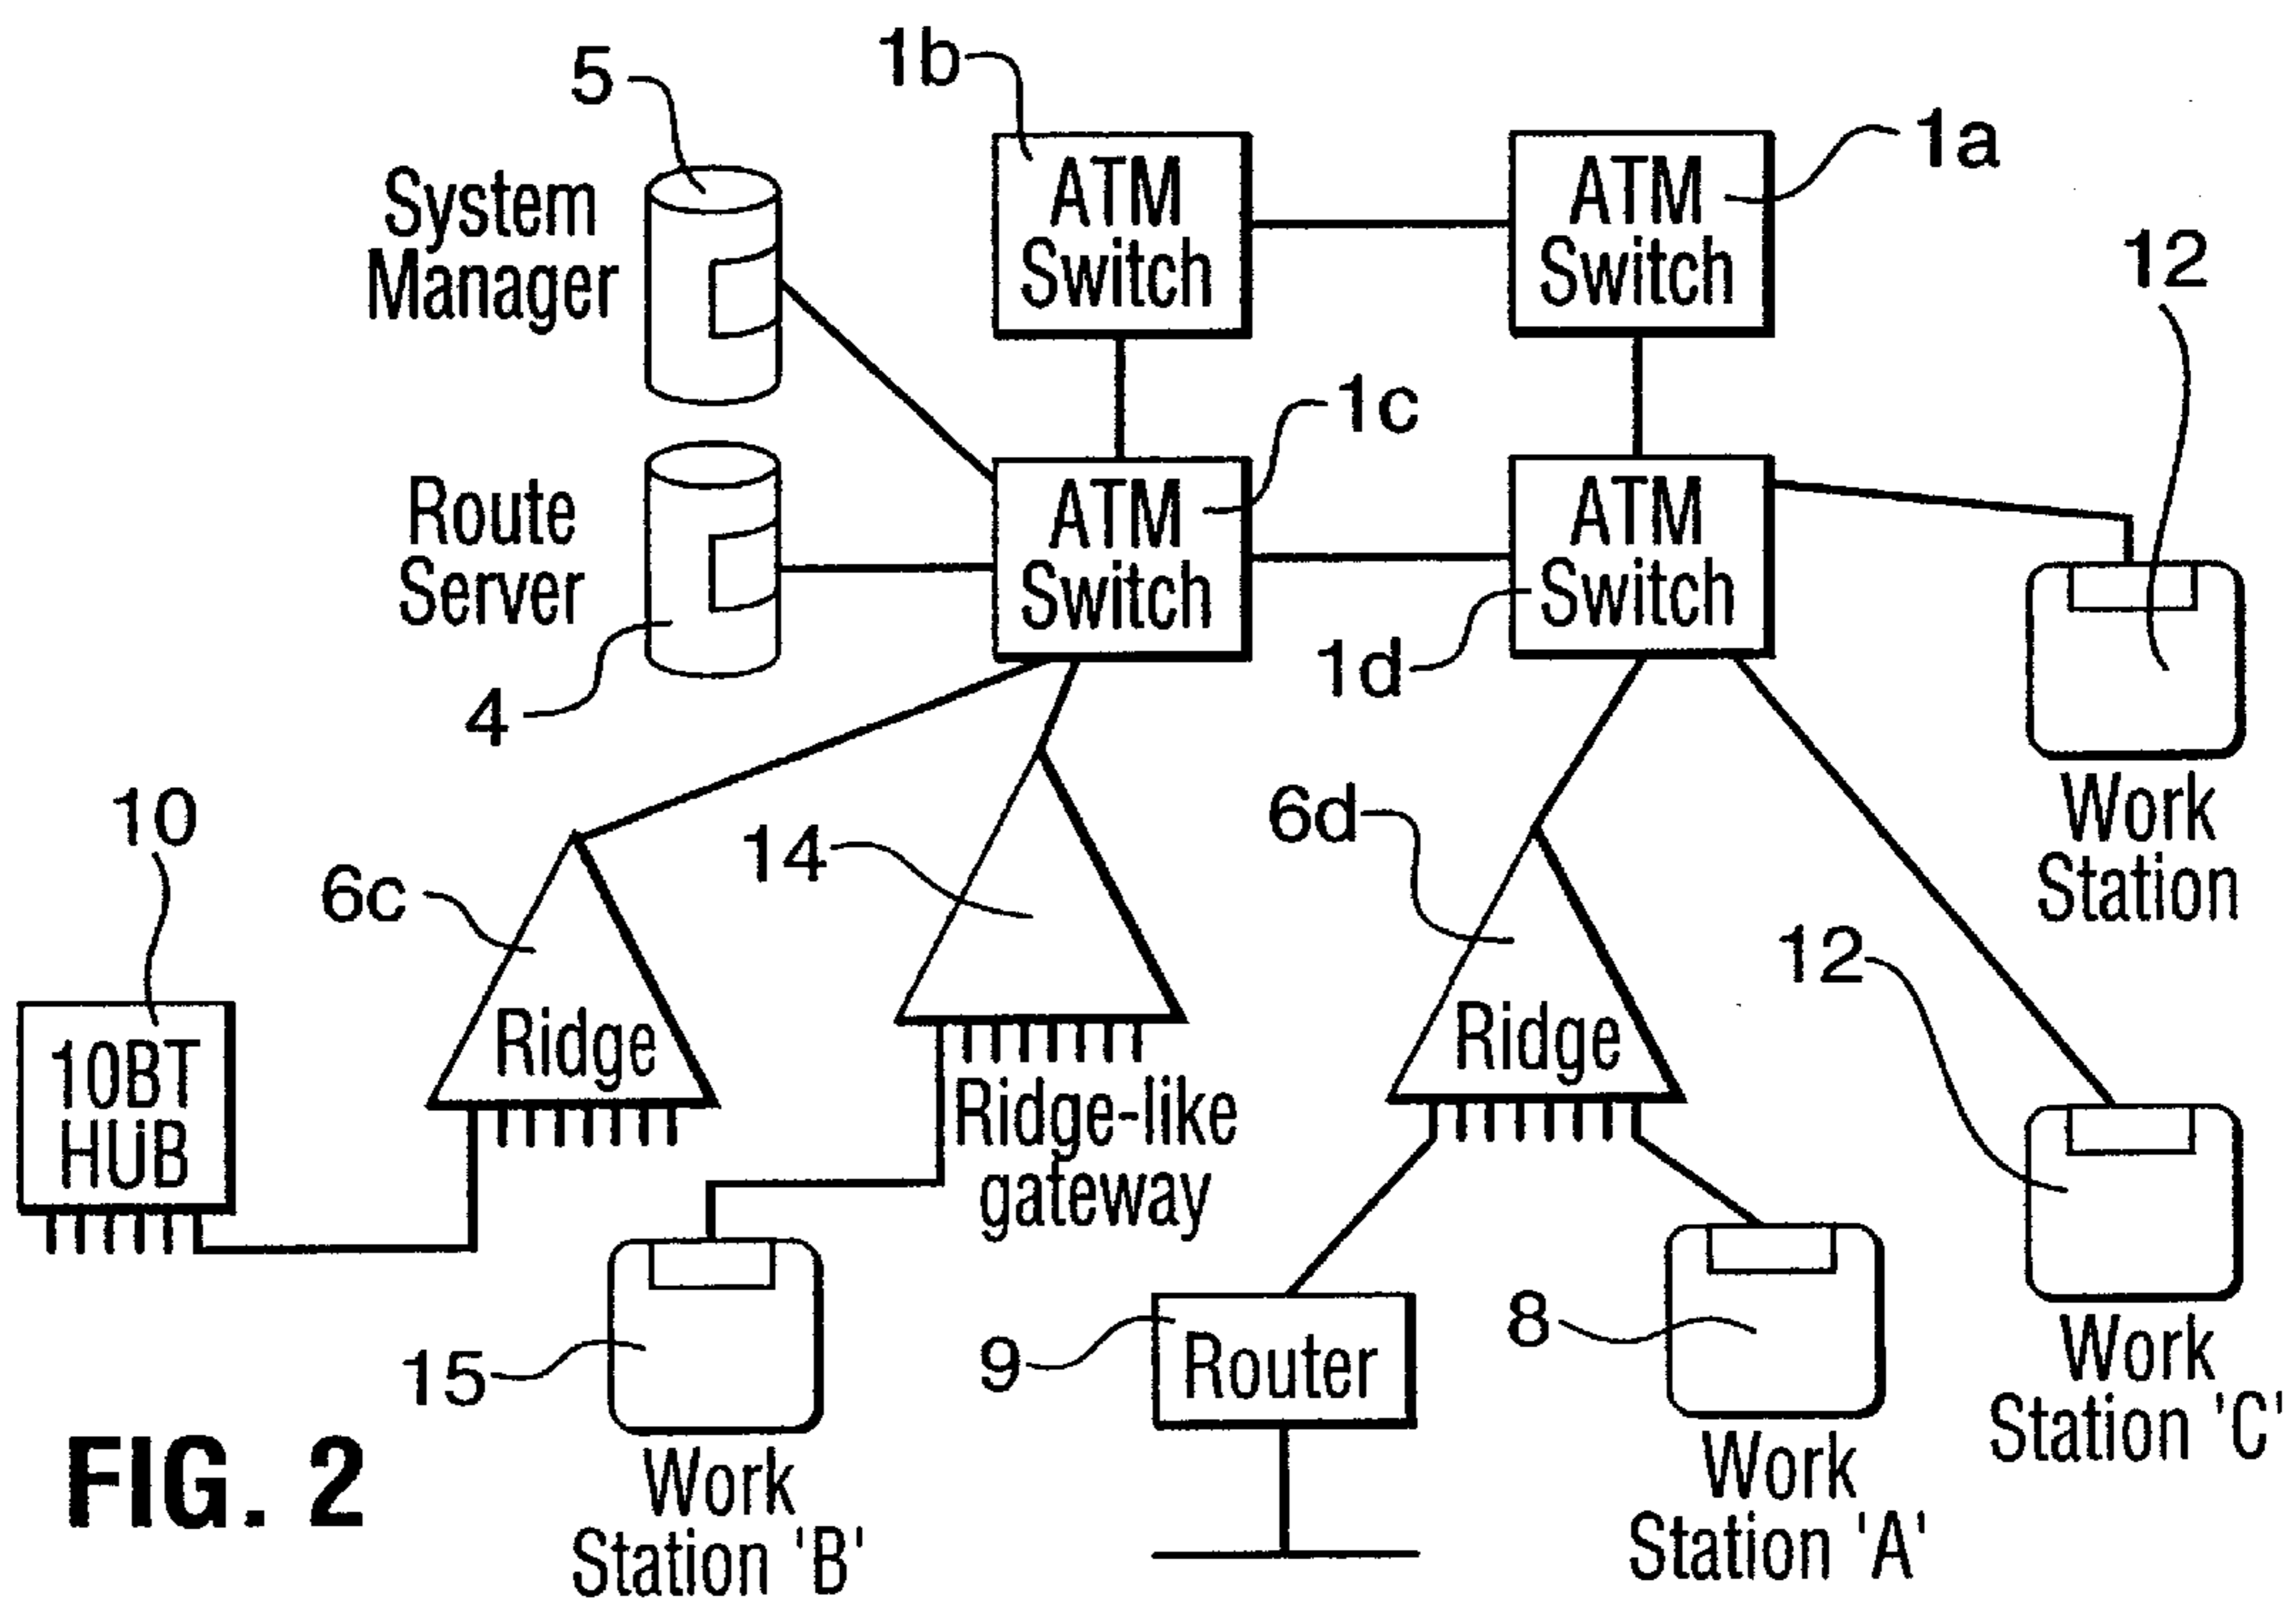 5
1b
1a
System
Manager
ATM
Switch
ATM
Switch
12
1c
Route
Server
ATM
Switch
ATM
Switch
1d
4
Work
Station
10
6c
14
6d
12
10BT
HUB
Ridge
Ridge-like
gateway
Ridge
15
9
Router
8
Work
Station 'C'
FIG. 2
Work
Station 'B'
Work
Station 'A'